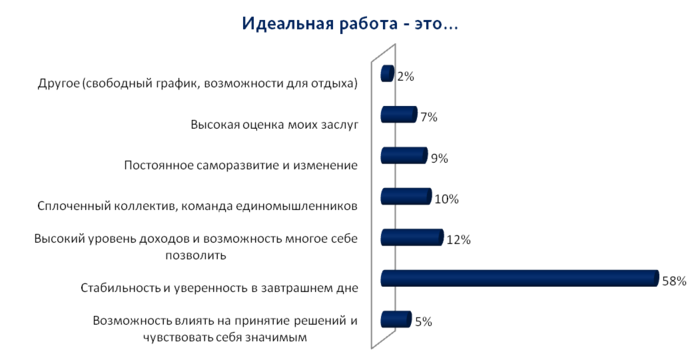 Идеальная работа - это...
Другое (свободный график, возможности для отдыха)
2%
Высокая оценка моих заслуг
7%
Постоянное саморазвитие и изменение
9%
Сплоченный коллектив, команда единомышленников
10%
Высокий уровень доходов и возможность многое себе
позволить
12%
Стабильность и уверенность в завтрашнем дне
58%
Возможность влиять на принятие решений и
чувствовать себя значимым
5%